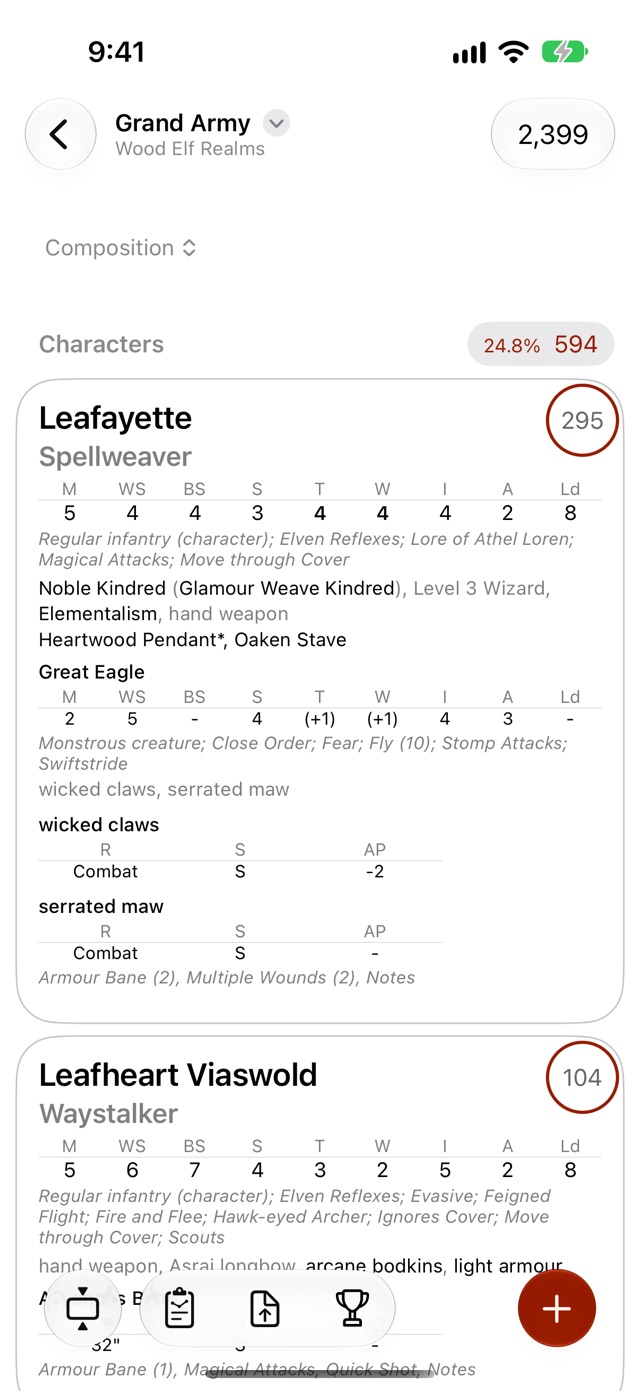 9:41
Grand Army
2,399
Wood Elf Realms
Composition
Characters 24.8% 594
Leafayette 295
Spellweaver
M WS BS S T W I A Ld
5 4 4 3 4 4 4 2 8
Regular infantry (character); Elven Reflexes; Lore of Athel Loren;
Magical Attacks; Move through Cover
Noble Kindred (Glamour Weave Kindred), Level 3 Wizard,
Elementalism, hand weapon
Heartwood Pendant*, Oaken Stave
Great Eagle
M WS BS S T W I A Ld
2 5 - 4 (+1) (+1) 4 3 -
Monstrous creature; Close Order; Fear; Fly (10); Stomp Attacks;
Swiftstride
wicked claws, serrated maw
wicked claws
R S AP
Combat S -2
serrated maw
R S AP
Combat S -
Armour Bane (2), Multiple Wounds (2), Notes
Leafheart Viaswold 104
Waystalker
M WS BS S T W I A Ld
5 6 7 4 3 2 5 2 8
Regular infantry (character); Elven Reflexes; Evasive; Feigned
Flight; Fire and Flee; Hawk-eyed Archer; Ignores Cover; Move
through Cover; Scouts
hand weapon, Asrai longbow, arcane bodkins, light armour
32"
Armour Bane (1), Magical Attacks, Quick Shot, Notes